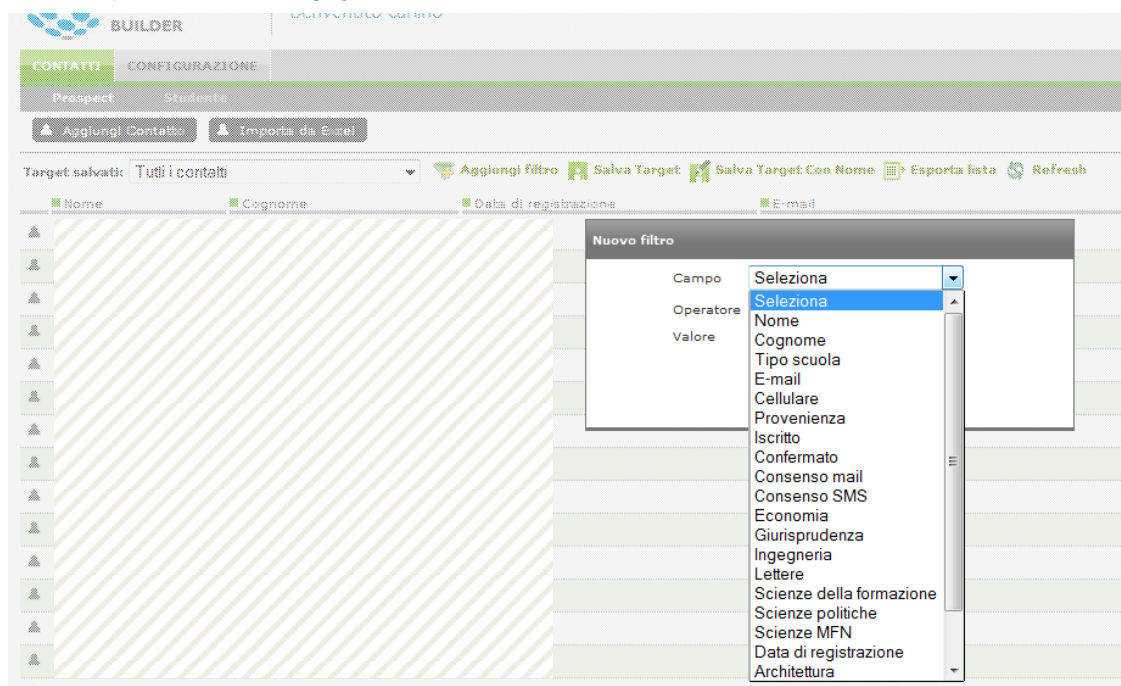 BUILDER
Benvenuto
CONTATTI CONFIGURAZIONE
Prospect Studente
Aggiungi Contatto Importa da Excel
Target salvati: Tutti i contatti Aggiungi filtro Salva Target Salva Target Con Nome Esporta lista Refresh
Nome Cognome Data di registrazione E-mail
Nuovo filtro
Campo Seleziona
Operatore
Valore
Seleziona
Nome
Cognome
Tipo scuola
E-mail
Cellulare
Provenienza
Iscritto
Confermato
Consenso mail
Consenso SMS
Economia
Giurisprudenza
Ingegneria
Lettere
Scienze della formazione
Scienze politiche
Scienze MFN
Data di registrazione
Architettura